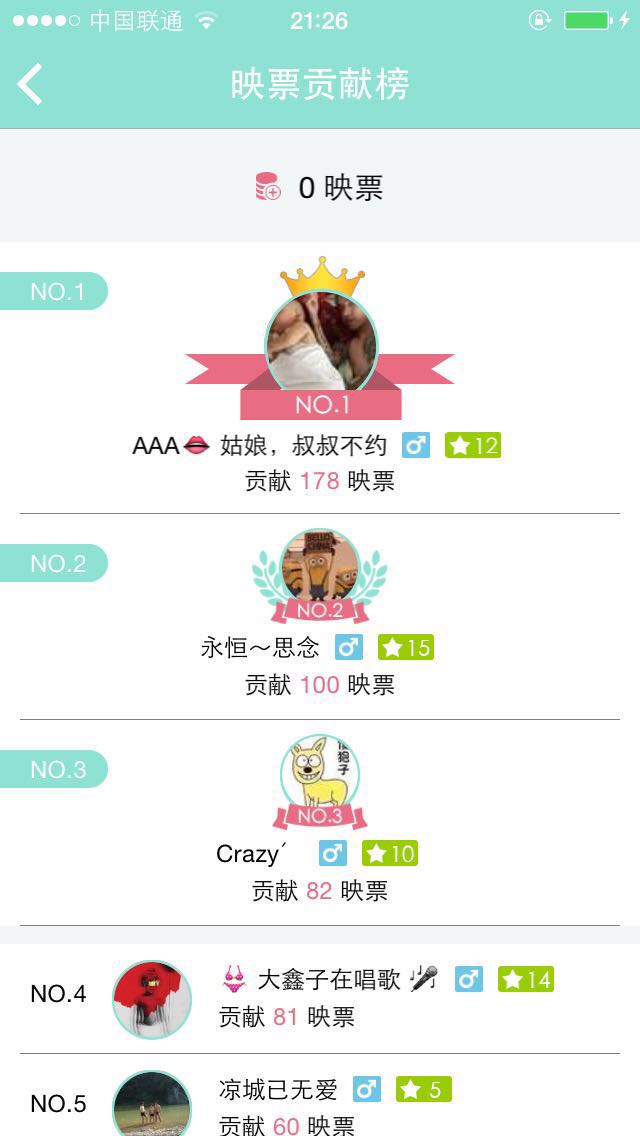 中国联通
21:26
映票贡献榜
0 映票
NO.1
NO.1
AAA👄 姑娘，叔叔不约 ♂ ★12
贡献 178 映票
NO.2
NO.2
永恒～思念 ♂ ★15
贡献 100 映票
NO.3
狍子
NO.3
Crazy´ ♂ ★10
贡献 82 映票
NO.4
👙 大鑫子在唱歌 🎤 ♂ ★14
贡献 81 映票
NO.5
凉城已无爱 ♂ ★5
贡献 60 映票